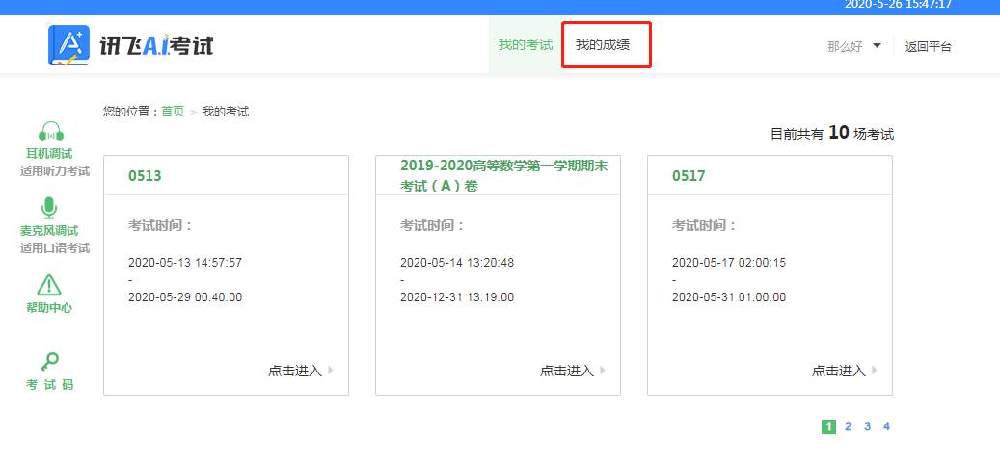 2020-5-26 15:47:17
讯飞A.i.考试
我的考试 我的成绩 那么好 返回平台
您的位置：首页 > 我的考试
目前共有 10 场考试
耳机调试
适用听力考试
麦克风调试
适用口语考试
帮助中心
考 试 码
0513
考试时间：
2020-05-13 14:57:57
-
2020-05-29 00:40:00
点击进入
2019-2020高等数学第一学期期末
考试（A）卷
考试时间：
2020-05-14 13:20:48
-
2020-12-31 13:19:00
点击进入
0517
考试时间：
2020-05-17 02:00:15
-
2020-05-31 01:00:00
点击进入
1 2 3 4